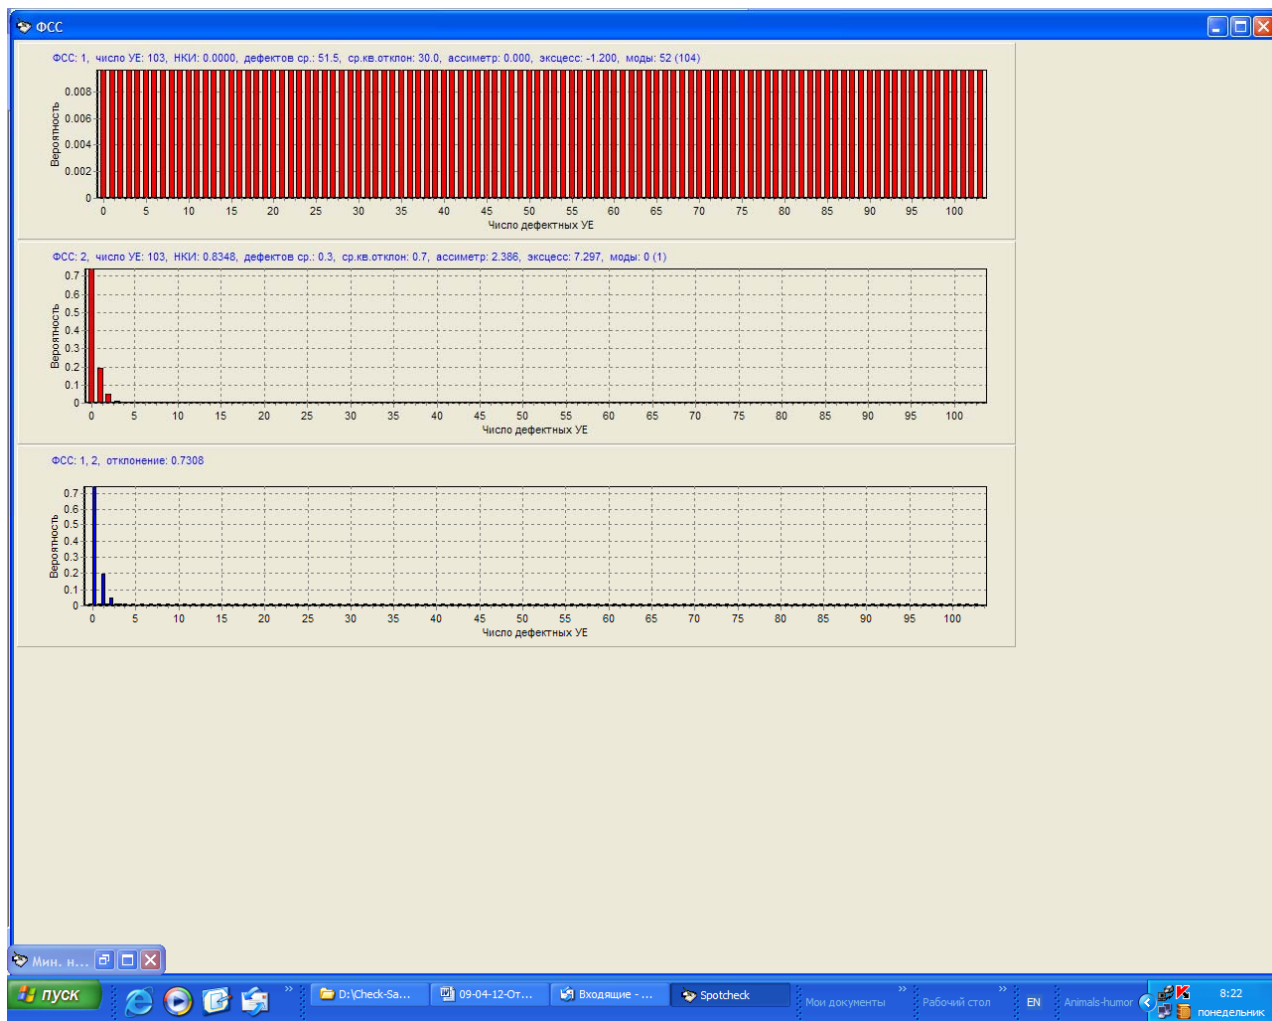 ФСС
ФСС: 1, число УЕ: 103, НКИ: 0.0000, дефектов ср.: 51.5, ср.кв.отклон: 30.0, ассиметр: 0.000, эксцесс: -1.200, моды: 52 (104)
Вероятность
0.008
0.006
0.004
0.002
0
0 5 10 15 20 25 30 35 40 45 50 55 60 65 70 75 80 85 90 95 100
Число дефектных УЕ
ФСС: 2, число УЕ: 103, НКИ: 0.8348, дефектов ср.: 0.3, ср.кв.отклон: 0.7, ассиметр: 2.386, эксцесс: 7.297, моды: 0 (1)
Вероятность
0.7
0.6
0.5
0.4
0.3
0.2
0.1
0
0 5 10 15 20 25 30 35 40 45 50 55 60 65 70 75 80 85 90 95 100
Число дефектных УЕ
ФСС: 1, 2, отклонение: 0.7308
Вероятность
0.7
0.6
0.5
0.4
0.3
0.2
0.1
0
0 5 10 15 20 25 30 35 40 45 50 55 60 65 70 75 80 85 90 95 100
Число дефектных УЕ
Мин. н...
пуск
D:\Check-Sa...
09-04-12-От...
Входящие - ...
Spotcheck
Мои документы
Рабочий стол
EN
Animals-humor
8:22
понедельник